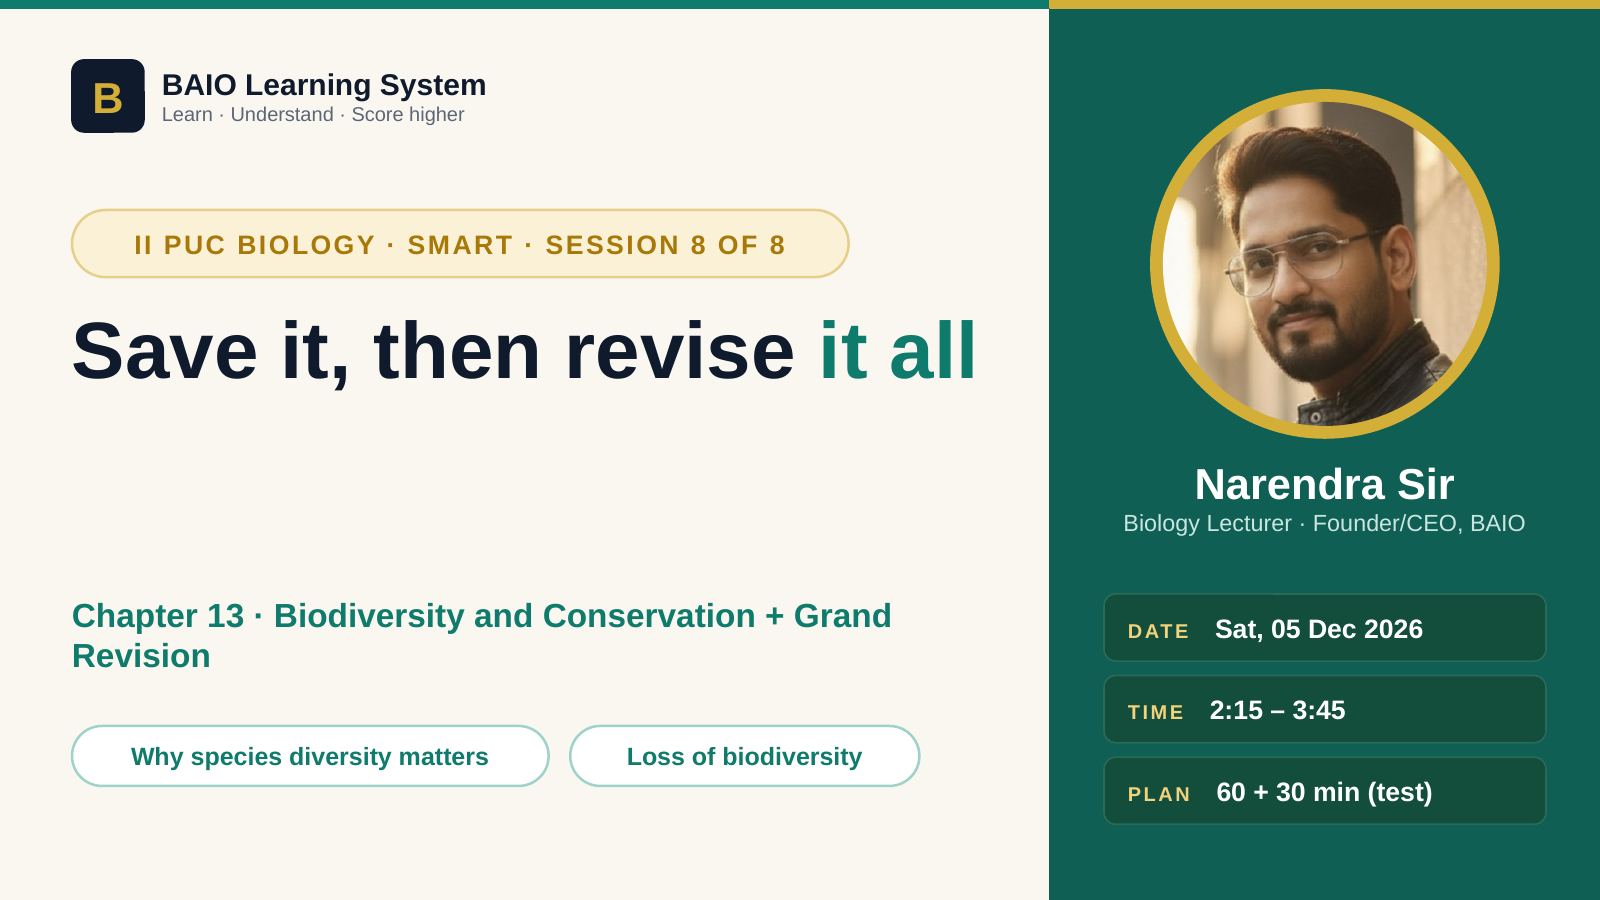 B
BAIO Learning System
Learn · Understand · Score higher
II PUC BIOLOGY · SMART · SESSION 8 OF 8
Save it, then revise it all
Chapter 13 · Biodiversity and Conservation + Grand
Revision
Why species diversity matters
Loss of biodiversity
Narendra Sir
Biology Lecturer · Founder/CEO, BAIO
DATE Sat, 05 Dec 2026
TIME 2:15 – 3:45
PLAN 60 + 30 min (test)